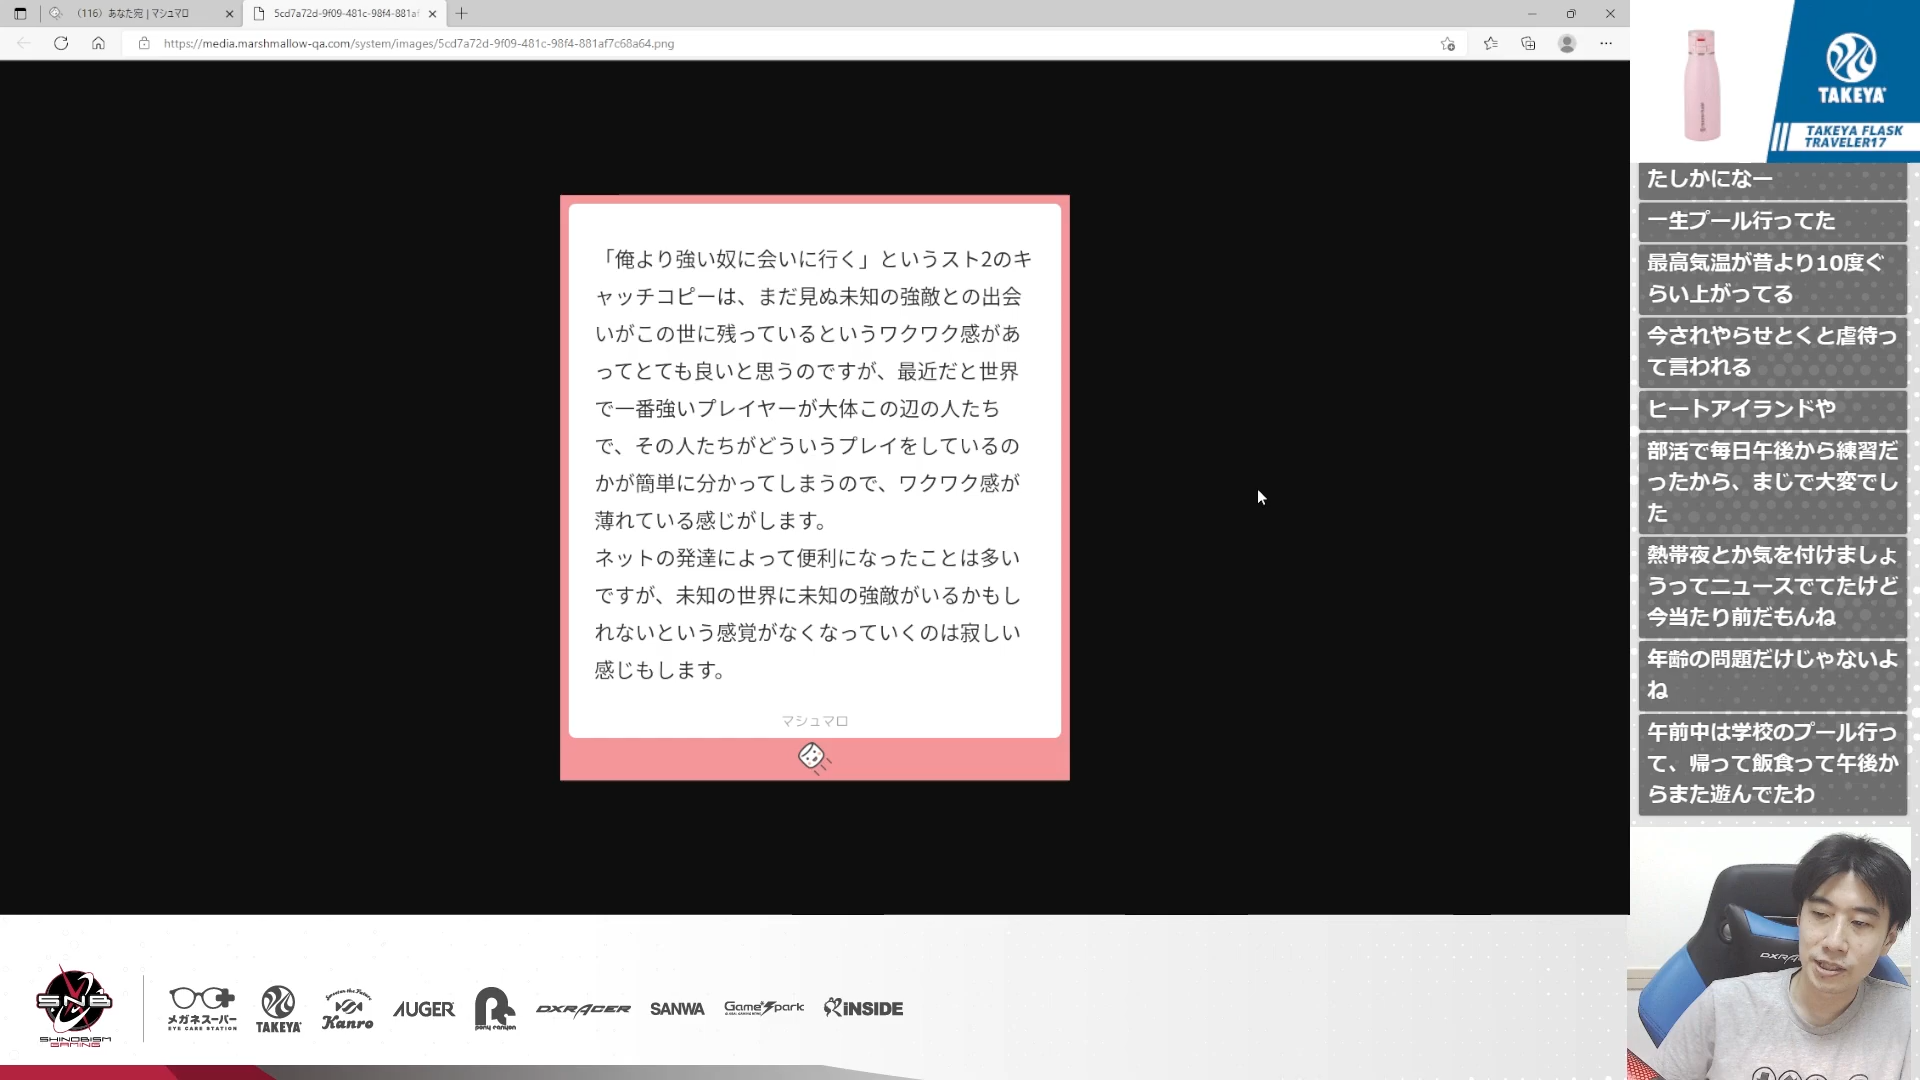 （116）あなた宛 | マシュマロ
5cd7a72d-9f09-481c-98f4-881af
https://media.marshmallow-qa.com/system/images/5cd7a72d-9f09-481c-98f4-881af7c68a64.png
「俺より強い奴に会いに行く」というスト2のキ
ャッチコピーは、まだ見ぬ未知の強敵との出会
いがこの世に残っているというワクワク感があ
ってとても良いと思うのですが、最近だと世界
で一番強いプレイヤーが大体この辺の人たち
で、その人たちがどういうプレイをしているの
かが簡単に分かってしまうので、ワクワク感が
薄れている感じがします。
ネットの発達によって便利になったことは多い
ですが、未知の世界に未知の強敵がいるかもし
れないという感覚がなくなっていくのは寂しい
感じもします。
マシュマロ
TAKEYA
TAKEYA FLASK
TRAVELER17
たしかになー
一生プール行ってた
最高気温が昔より10度ぐ
らい上がってる
今されやらせとくと虐待っ
て言われる
ヒートアイランドや
部活で毎日午後から練習だ
ったから、まじで大変でし
た
熱帯夜とか気を付けましょ
うってニュースでてたけど
今当たり前だもんね
年齢の問題だけじゃないよ
ね
午前中は学校のプール行っ
て、帰って飯食って午後か
らまた遊んでたわ
SNB
SHINOBISM
GAMING
メガネスーパー
EYE CARE STATION
TAKEYA
Kanro
AUGER
pony canyon
DXRACER
SANWA
Game*Spark
iNSIDE